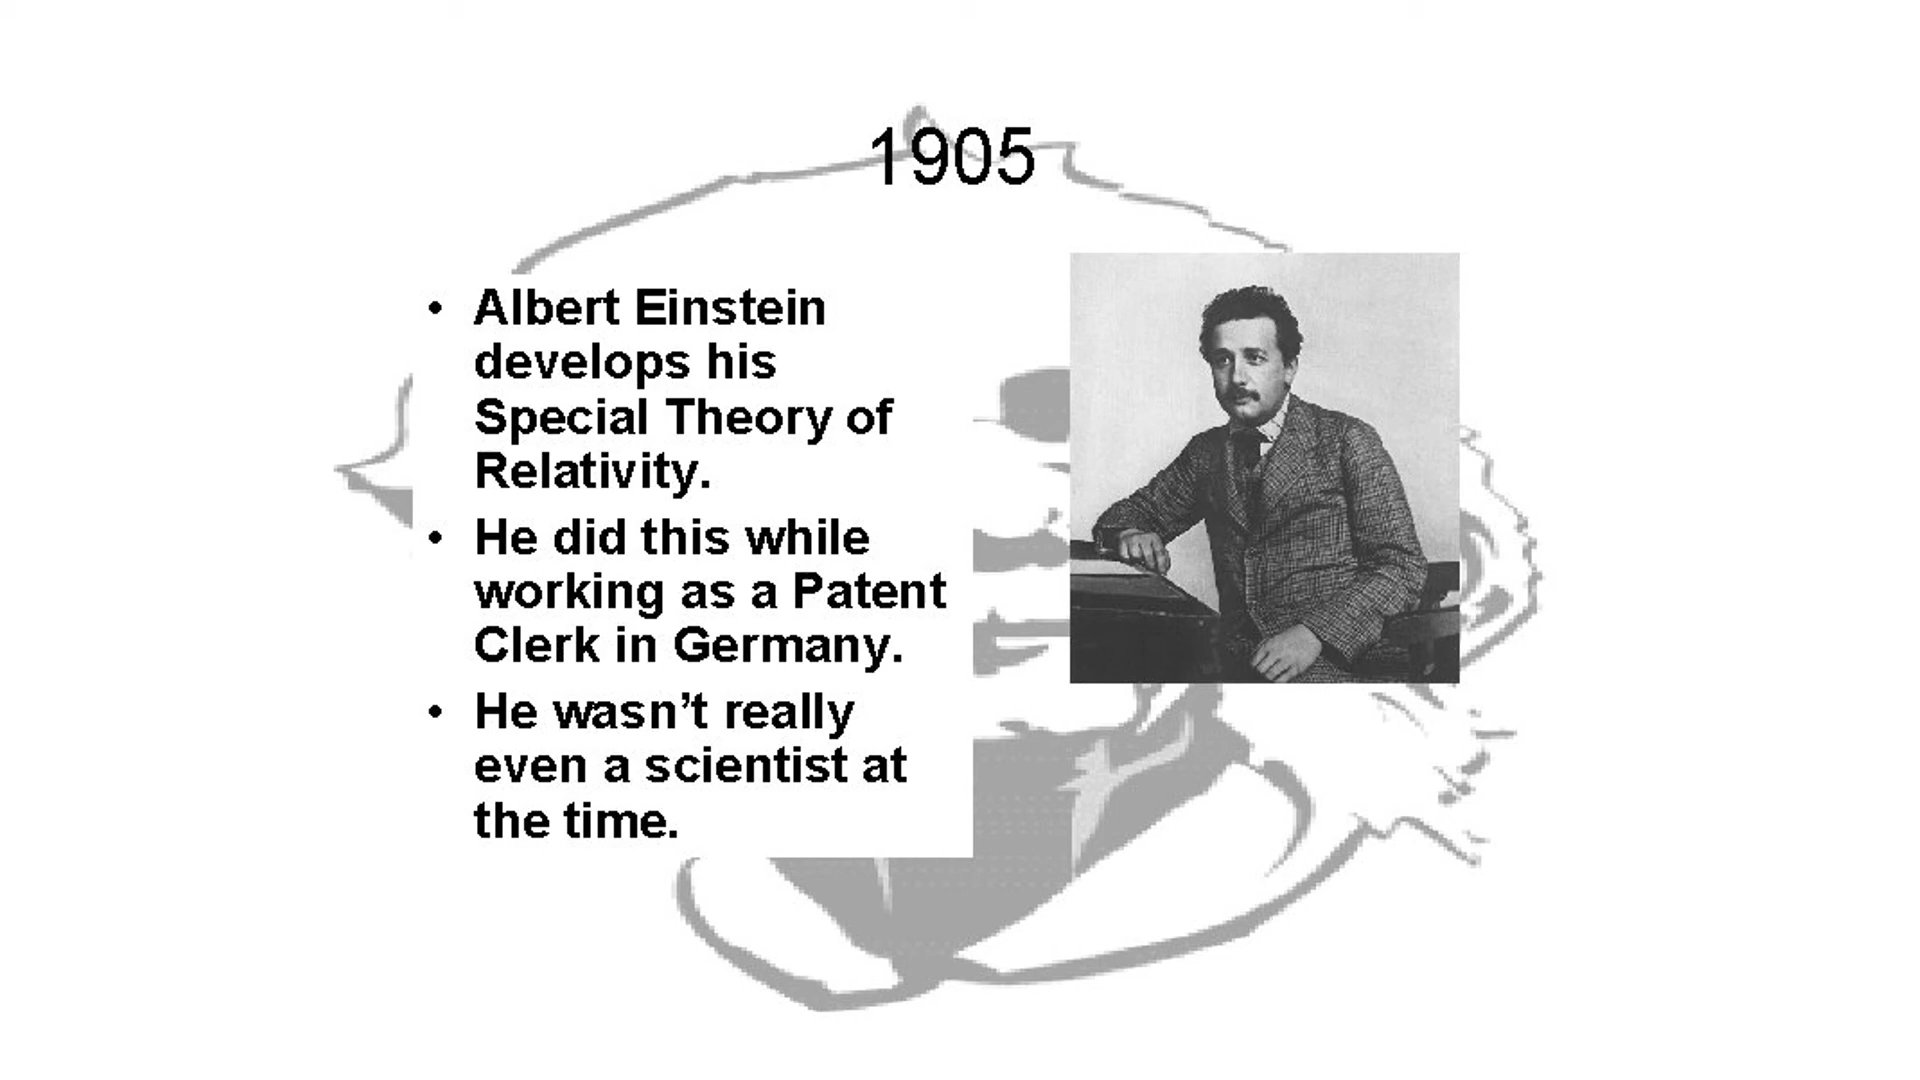 1905
• Albert Einstein
develops his
Special Theory of
Relativity.
• He did this while
working as a Patent
Clerk in Germany.
• He wasn’t really
even a scientist at
the time.